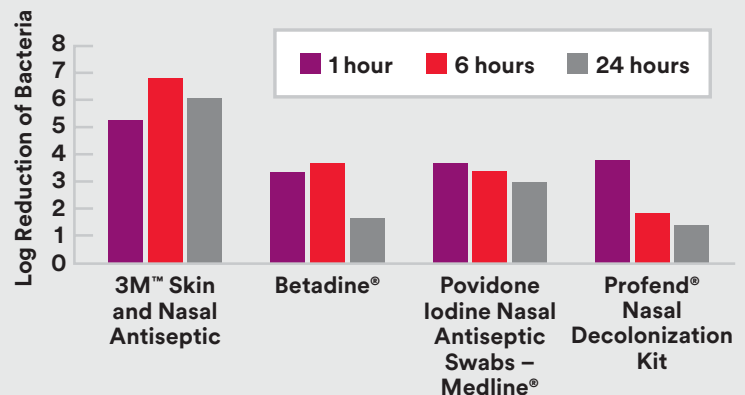 Log Reduction of Bacteria
8
7
6
5
4
3
2
1
0
1 hour 6 hours 24 hours
3M™ Skin
and Nasal
Antiseptic
Betadine®
Povidone
Iodine Nasal
Antiseptic
Swabs –
Medline®
Profend®
Nasal
Decolonization
Kit